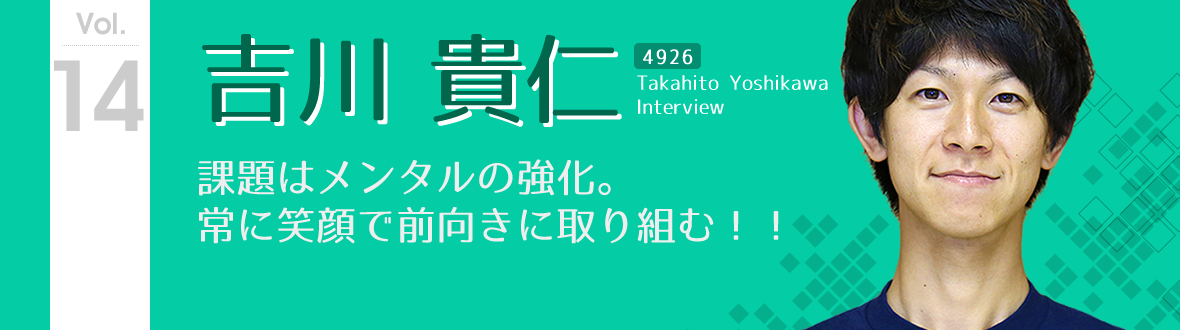 Vol.
14
吉川 貴仁
4926
Takahito Yoshikawa
Interview
課題はメンタルの強化。
常に笑顔で前向きに取り組む！！